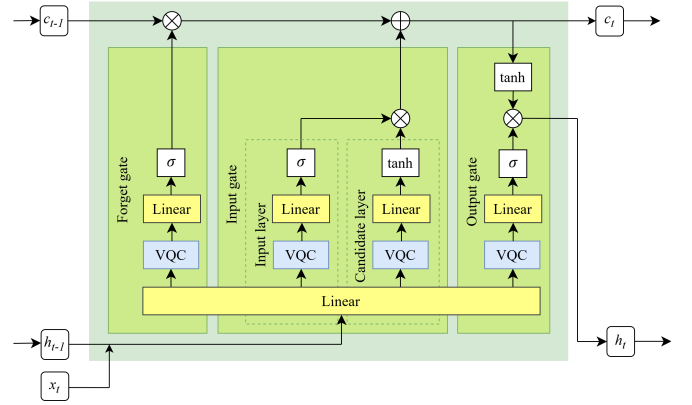 c_{t-1}
c_t
tanh
σ
σ
tanh
σ
Forget gate
Input gate
Input layer
Candidate layer
Output gate
Linear
Linear
Linear
Linear
VQC
VQC
VQC
VQC
Linear
h_{t-1}
h_t
x_t